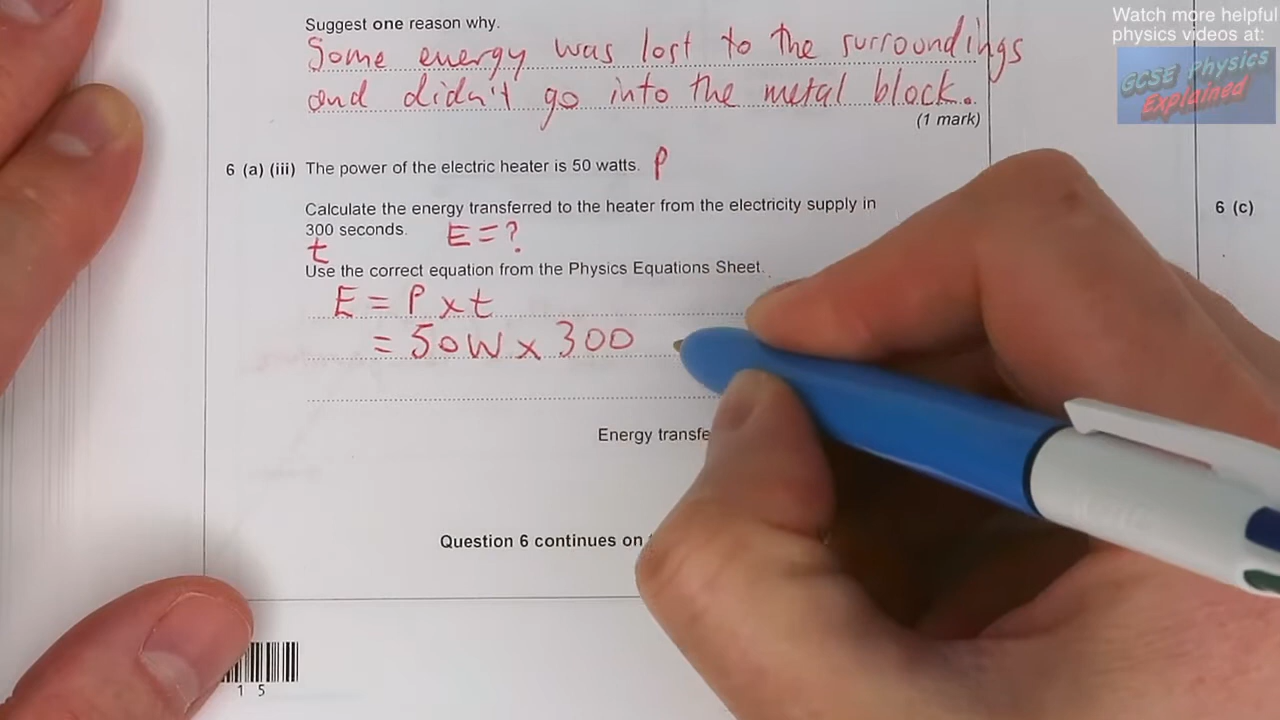 Watch more helpful
physics videos at:
GCSE Physics
Explained
Suggest one reason why.
Some energy was lost to the surroundings
and didn't go into the metal block.
(1 mark)
6 (a) (iii) The power of the electric heater is 50 watts. P
Calculate the energy transferred to the heater from the electricity supply in
300 seconds. E = ?
t
Use the correct equation from the Physics Equations Sheet.
E = P x t
= 50W x 300
Energy transfe
Question 6 continues on
6 (c)
1 5